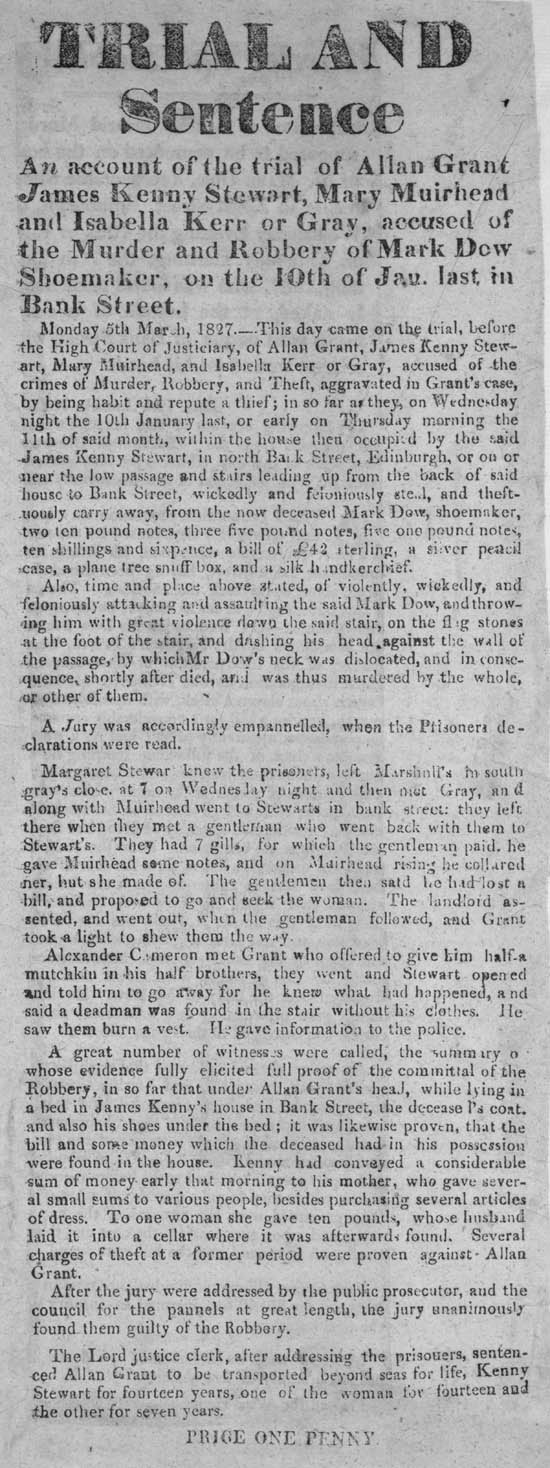 TRIAL AND
Sentence
An account of the trial of Allan Grant
James Kenny Stewart, Mary Muirhead
and Isabella Kerr or Gray, accused of
the Murder and Robbery of Mark Dow
Shoemaker, on the 10th of Jau. last, in
Bank Street.
Monday 5th March, 1827.—This day came on the trial, before
the High Court of Justiciary, of Allan Grant, James Kenny Stew-
art, Mary Muirhead, and Isabella Kerr or Gray, accused of the
crimes of Murder, Robbery, and Theft, aggravated in Grant's case,
by being habit and repute a thief; in so far as they, on Wednesday
night the 10th January last, or early on Thursday morning the
11th of said month, within the house then occupied by the said
James Kenny Stewart, in north Bank Street, Edinburgh, or on or
near the low passage and stairs leading up from the back of said
house to Bank Street, wickedly and feloniously steal, and theft-
uously carry away, from the now deceased Mark Dow, shoemaker,
two ten pound notes, three five pound notes, five one pound notes,
ten shillings and sixpence, a bill of £42 sterling, a silver pencil
case, a plane tree snuff box, and a silk handkerchief.
Also, time and place above stated, of violently, wickedly, and
feloniously attacking and assaulting the said Mark Dow, and throw-
ing him with great violence down the said stair, on the flag stones
at the foot of the stair, and dashing his head against the wall of
the passage, by which Mr Dow's neck was dislocated, and in conse-
quence, shortly after died, and was thus murdered by the whole,
or other of them.
A Jury was accordingly empannelled, when the Prisoners de-
clarations were read.
Margaret Stewar knew the prisoners, left Marshall's in south
gray's close, at 7 on Wednesday night and then met Gray, and
along with Muirhead went to Stewarts in bank street: they left
there when they met a gentleman who went back with them to
Stewart's. They had 7 gills, for which the gentleman paid. he
gave Muirhead some notes, and on Muirhead rising he collared
her, but she made of. The gentlemen then said he had lost a
bill, and proposed to go and seek the woman. The landlord as-
sented, and went out, when the gentleman followed, and Grant
took a light to shew them the way.
Alexander Cameron met Grant who offered to give him half-a
mutchkin in his half brothers, they went and Stewart opened
and told him to go away for he knew what had happened, and
said a deadman was found in the stair without his clothes. He
saw them burn a vest. He gave information to the police.
A great number of witnesses were called, the summary o
whose evidence fully elicited full proof of the committal of the
Robbery, in so far that under Allan Grant's head, while lying in
a bed in James Kenny's house in Bank Street, the deceased's coat.
and also his shoes under the bed; it was likewise proven, that the
bill and some money which the deceased had in his possession
were found in the house. Kenny had conveyed a considerable
sum of money early that morning to his mother, who gave sever-
al small sums to various people, besides purchasing several articles
of dress. To one woman she gave ten pounds, whose husband
laid it into a cellar where it was afterwards found. Several
charges of theft at a former period were proven against Allan
Grant.
After the jury were addressed by the public prosecutor, and the
council for the pannels at great length, the jury unanimously
found them guilty of the Robbery.
The Lord justice clerk, after addressing the prisouers, senten-
ced Allan Grant to be transported beyond seas for life, Kenny
Stewart for fourteen years, one of the woman for fourteen and
the other for seven years.
PRICE ONE PENNY